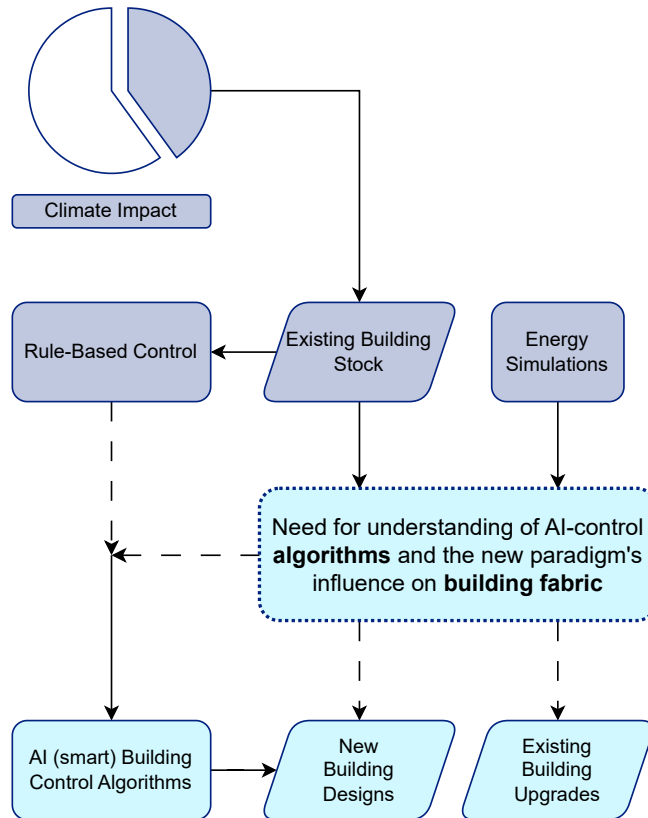 Climate Impact
Rule-Based Control
Existing Building
Stock
Energy
Simulations
Need for understanding of AI-control
algorithms and the new paradigm's
influence on building fabric
AI (smart) Building
Control Algorithms
New
Building
Designs
Existing
Building
Upgrades